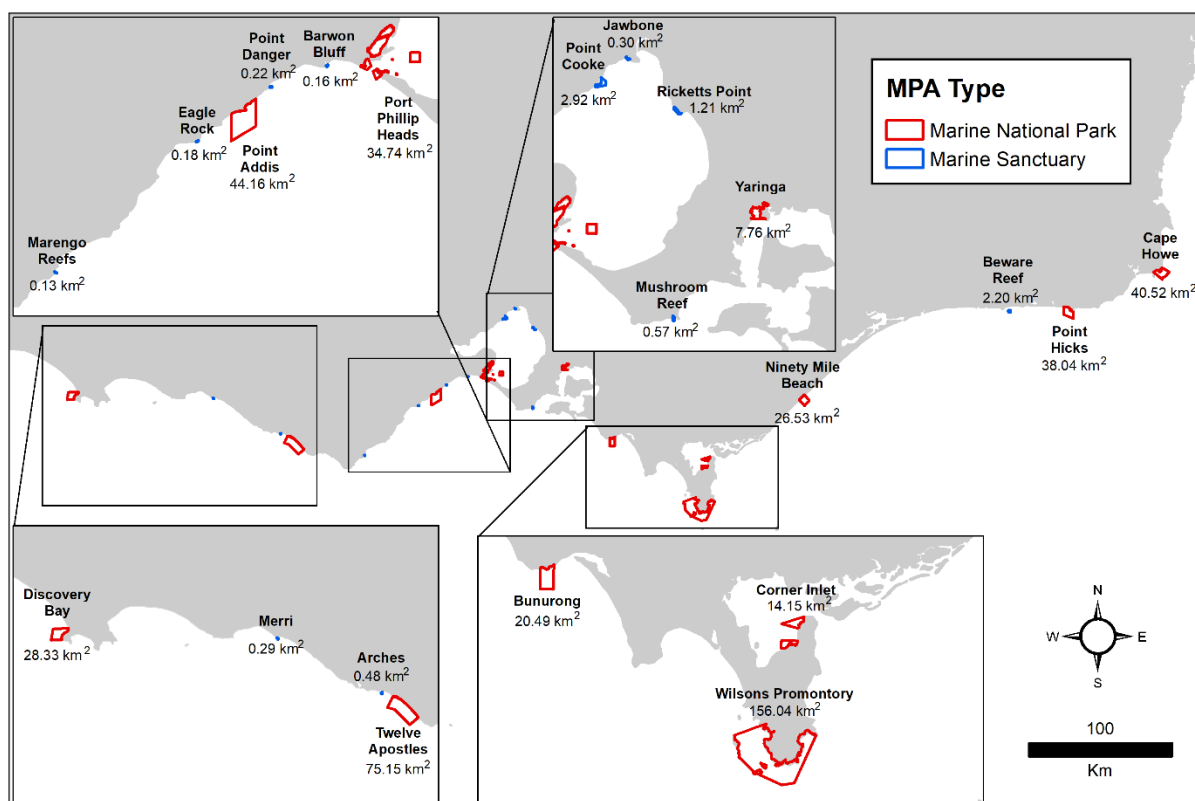 Point
Danger
0.22 km²
Barwon
Bluff
0.16 km²
Eagle
Rock
0.18 km²
Point
Addis
44.16 km²
Port
Phillip
Heads
34.74 km²
Marengo
Reefs
0.13 km²
Jawbone
0.30 km²
Point
Cooke
2.92 km²
Ricketts Point
1.21 km²
Yaringa
7.76 km²
Mushroom
Reef
0.57 km²
MPA Type
Marine National Park
Marine Sanctuary
Cape
Howe
40.52 km²
Beware
Reef
2.20 km²
Point
Hicks
38.04 km²
Ninety Mile
Beach
26.53 km²
Discovery
Bay
28.33 km²
Merri
0.29 km²
Arches
0.48 km²
Twelve
Apostles
75.15 km²
Bunurong
20.49 km²
Corner Inlet
14.15 km²
Wilsons Promontory
156.04 km²
N
W
E
S
100
Km